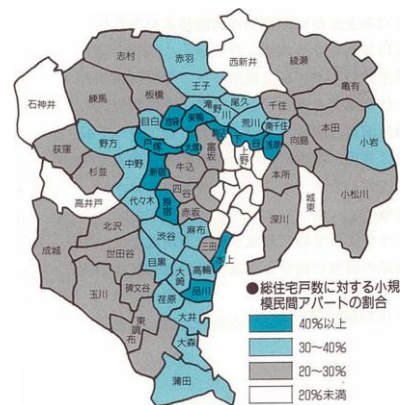 志村
赤羽
西新井
綾瀬
石神井
王子
亀有
練馬
板橋
滝野川
尾久
千住
目白
池袋
巣鴨
荒川
南千住
本田
小岩
荻窪
野方
戸塚
大塚
谷
浅草
向島
杉並
中野
新宿
牛込
富坂
上野
本所
小松川
高井戸
代々木
四谷
城東
原宿
赤坂
深川
北沢
渋谷
麻布
成城
世田谷
三田
水上
目黒
高輪
玉川
碑文谷
大崎
品川
荏原
東調布
大井
大森
蒲田
●総住宅戸数に対する小規
模民間アパートの割合
40%以上
30〜40%
20〜30%
20%未満